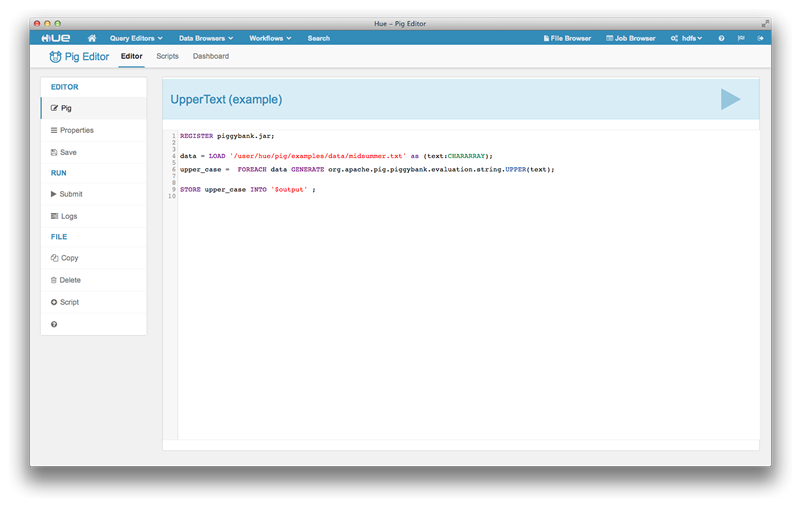 Hue – Pig Editor
HUE Query Editors Data Browsers Workflows Search File Browser Job Browser hdfs
Pig Editor Editor Scripts Dashboard
EDITOR
Pig
Properties
Save
RUN
Submit
Logs
FILE
Copy
Delete
Script
UpperText (example)
1 REGISTER piggybank.jar;
2
3
4 data = LOAD '/user/hue/pig/examples/data/midsummer.txt' as (text:CHARARRAY);
5
6 upper_case =  FOREACH data GENERATE org.apache.pig.piggybank.evaluation.string.UPPER(text);
7
8
9 STORE upper_case INTO '$output' ;
10